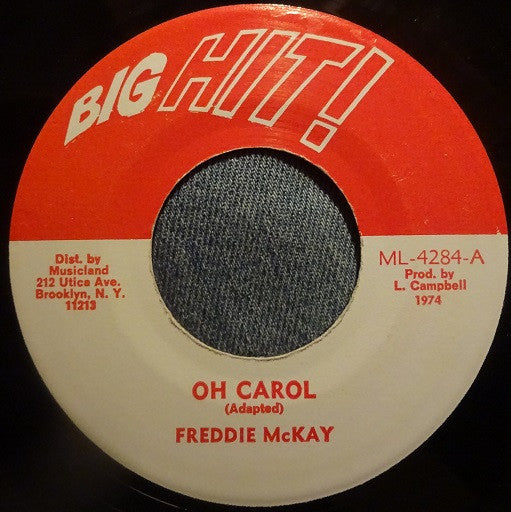 BIG HIT!
Dist. by
Musicland
212 Utica Ave.
Brooklyn, N. Y.
11213
ML-4284-A
Prod. by
L. Campbell
1974
OH CAROL
(Adapted)
FREDDIE McKAY